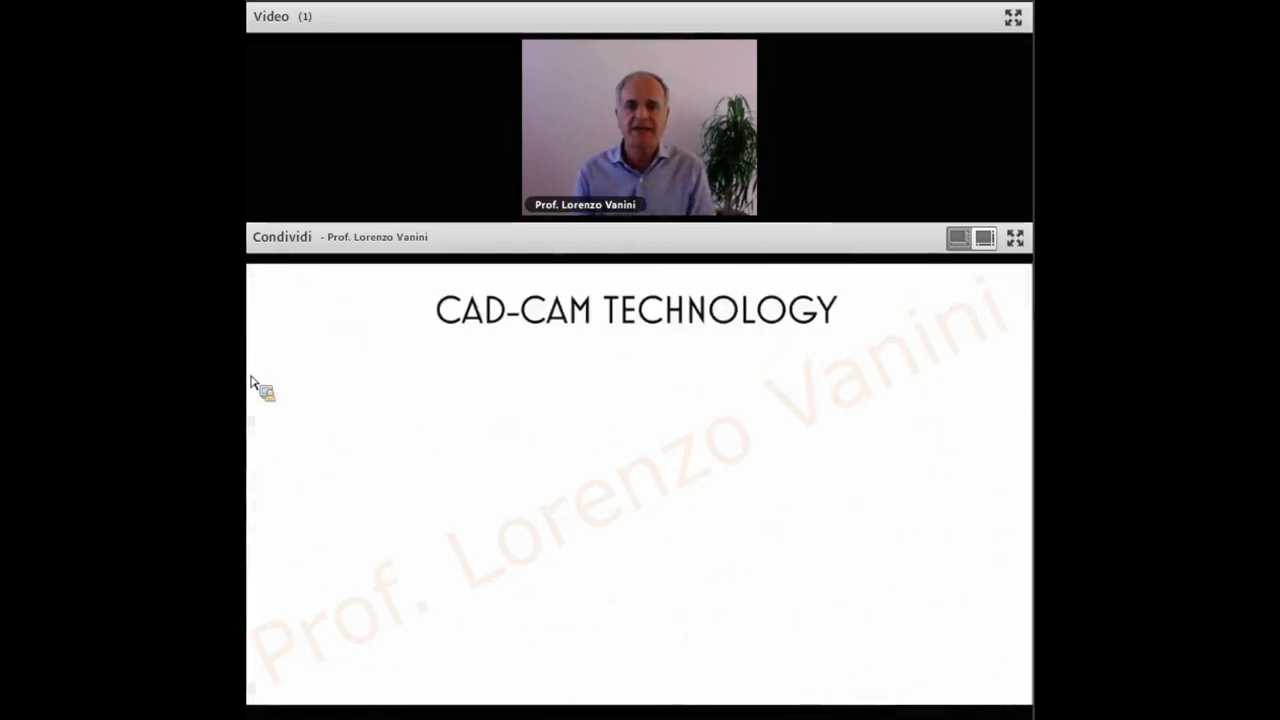 Video (1)
Prof. Lorenzo Vanini
Condividi - Prof. Lorenzo Vanini
CAD-CAM TECHNOLOGY
Prof. Lorenzo Vanini